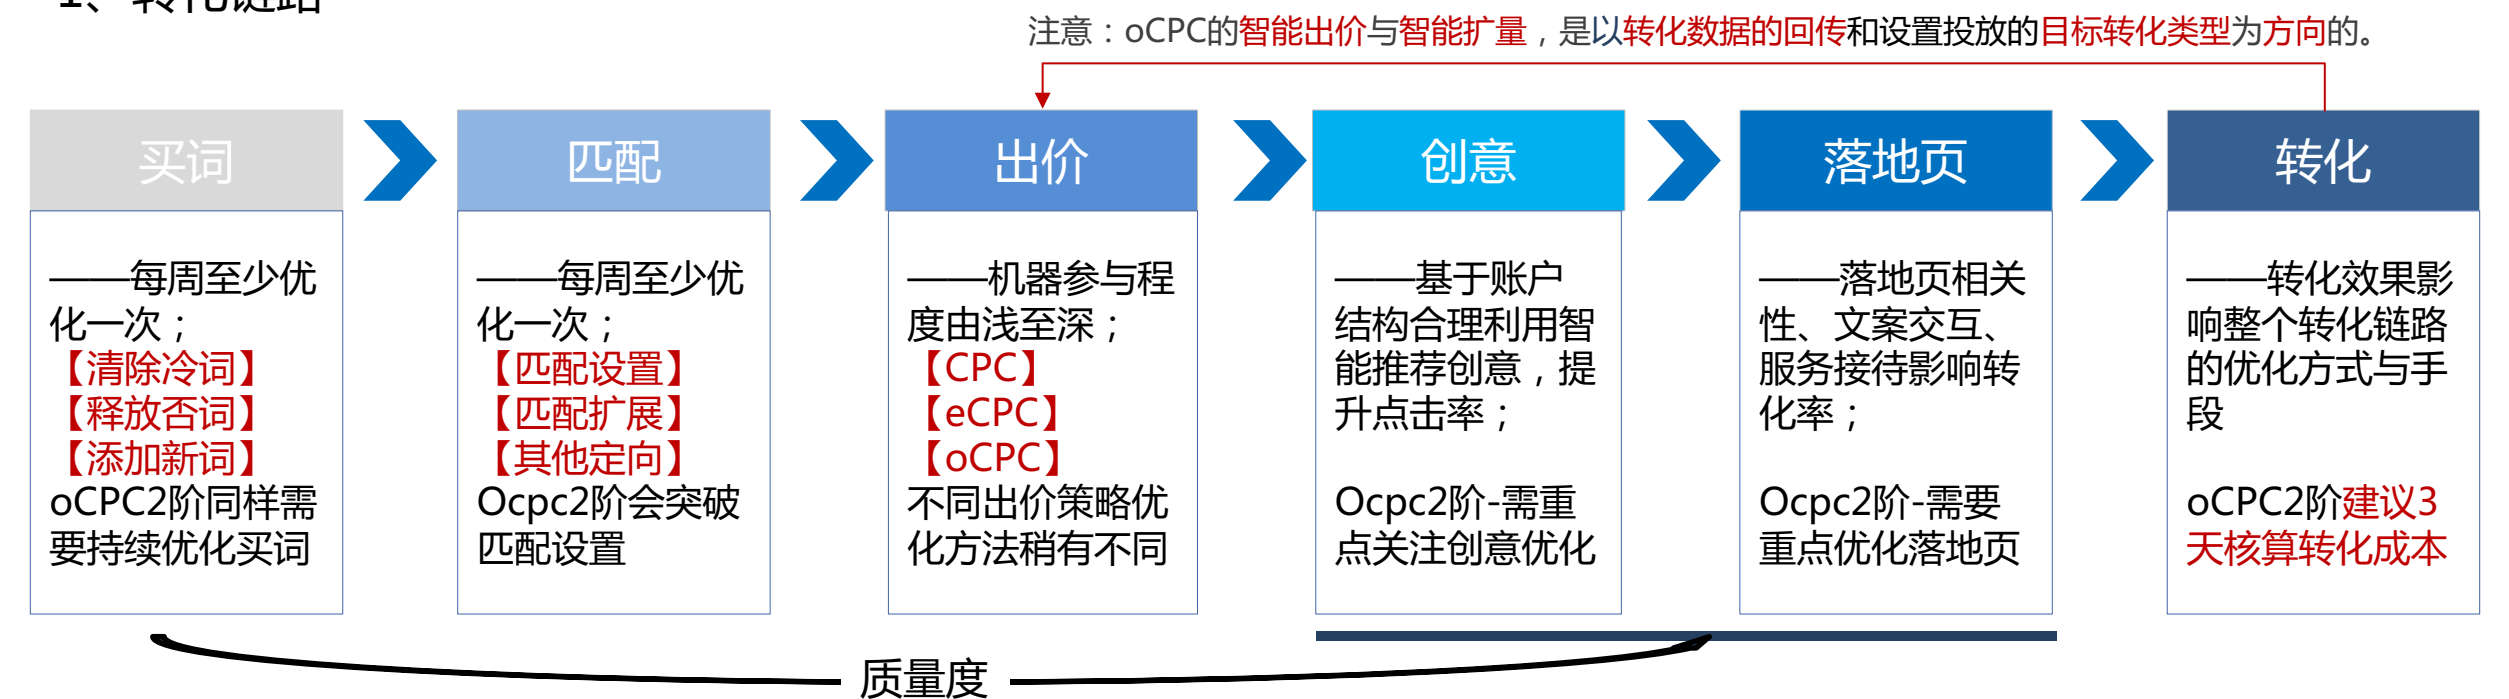 1、转化链路
注意：oCPC的智能出价与智能扩量，是以转化数据的回传和设置投放的目标转化类型为方向的。
买词
——每周至少优
化一次；
【清除冷词】
【释放否词】
【添加新词】
oCPC2阶同样需
要持续优化买词
匹配
——每周至少优
化一次；
【匹配设置】
【匹配扩展】
【其他定向】
Ocpc2阶会突破
匹配设置
出价
——机器参与程
度由浅至深；
【CPC】
【eCPC】
【oCPC】
不同出价策略优
化方法稍有不同
创意
——基于账户
结构合理利用智
能推荐创意，提
升点击率；
Ocpc2阶-需重
点关注创意优化
落地页
——落地页相关
性、文案交互、
服务接待影响转
化率；
Ocpc2阶-需要
重点优化落地页
转化
——转化效果影
响整个转化链路
的优化方式与手
段
oCPC2阶建议3
天核算转化成本
质量度